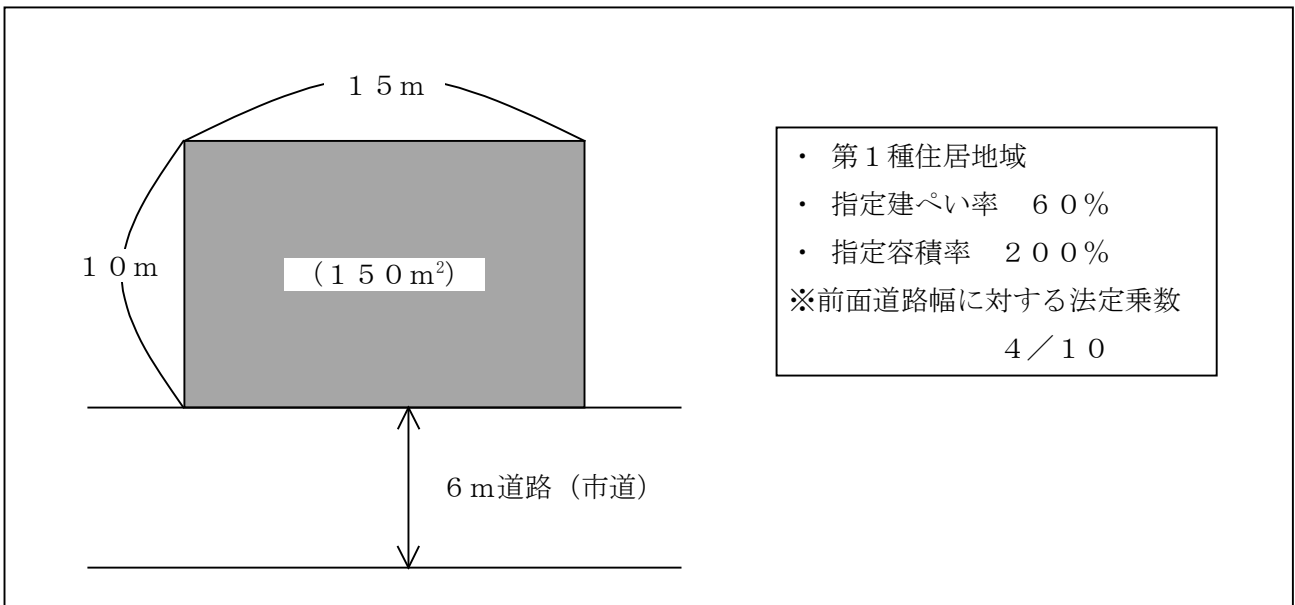 １５ｍ
１０ｍ
（１５０ｍ²）
６ｍ道路（市道）
・ 第１種住居地域
・ 指定建ぺい率　６０％
・ 指定容積率　２００％
※前面道路幅に対する法定乗数
４／１０